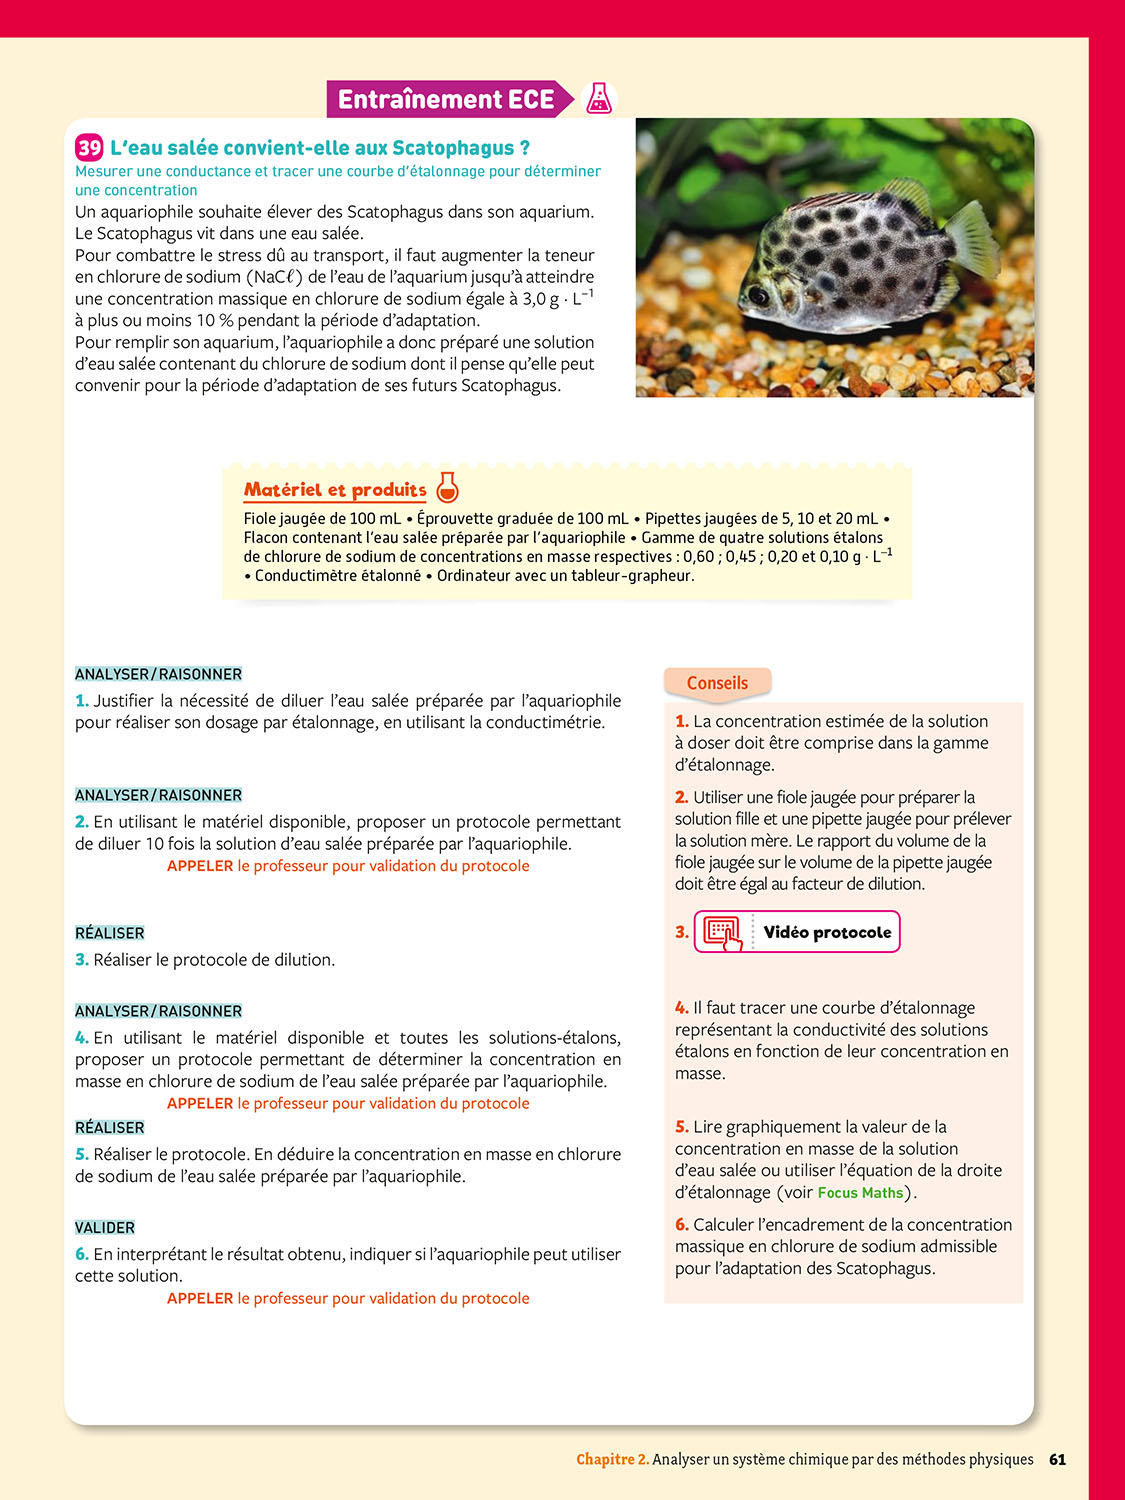 Entraînement ECE
39 L'eau salée convient-elle aux Scatophagus ?
Mesurer une conductance et tracer une courbe d'étalonnage pour déterminer
une concentration
Un aquariophile souhaite élever des Scatophagus dans son aquarium.
Le Scatophagus vit dans une eau salée.
Pour combattre le stress dû au transport, il faut augmenter la teneur
en chlorure de sodium (NaCℓ) de l'eau de l'aquarium jusqu'à atteindre
une concentration massique en chlorure de sodium égale à 3,0 g · L⁻¹
à plus ou moins 10 % pendant la période d'adaptation.
Pour remplir son aquarium, l'aquariophile a donc préparé une solution
d'eau salée contenant du chlorure de sodium dont il pense qu'elle peut
convenir pour la période d'adaptation de ses futurs Scatophagus.
Matériel et produits
Fiole jaugée de 100 mL • Éprouvette graduée de 100 mL • Pipettes jaugées de 5, 10 et 20 mL •
Flacon contenant l'eau salée préparée par l'aquariophile • Gamme de quatre solutions étalons
de chlorure de sodium de concentrations en masse respectives : 0,60 ; 0,45 ; 0,20 et 0,10 g · L⁻¹
• Conductimètre étalonné • Ordinateur avec un tableur-grapheur.
ANALYSER/RAISONNER
1. Justifier la nécessité de diluer l'eau salée préparée par l'aquariophile
pour réaliser son dosage par étalonnage, en utilisant la conductimétrie.
ANALYSER/RAISONNER
2. En utilisant le matériel disponible, proposer un protocole permettant
de diluer 10 fois la solution d'eau salée préparée par l'aquariophile.
APPELER le professeur pour validation du protocole
RÉALISER
3. Réaliser le protocole de dilution.
ANALYSER/RAISONNER
4. En utilisant le matériel disponible et toutes les solutions-étalons,
proposer un protocole permettant de déterminer la concentration en
masse en chlorure de sodium de l'eau salée préparée par l'aquariophile.
APPELER le professeur pour validation du protocole
RÉALISER
5. Réaliser le protocole. En déduire la concentration en masse en chlorure
de sodium de l'eau salée préparée par l'aquariophile.
VALIDER
6. En interprétant le résultat obtenu, indiquer si l'aquariophile peut utiliser
cette solution.
APPELER le professeur pour validation du protocole
Conseils
1. La concentration estimée de la solution
à doser doit être comprise dans la gamme
d'étalonnage.
2. Utiliser une fiole jaugée pour préparer la
solution fille et une pipette jaugée pour prélever
la solution mère. Le rapport du volume de la
fiole jaugée sur le volume de la pipette jaugée
doit être égal au facteur de dilution.
3. Vidéo protocole
4. Il faut tracer une courbe d'étalonnage
représentant la conductivité des solutions
étalons en fonction de leur concentration en
masse.
5. Lire graphiquement la valeur de la
concentration en masse de la solution
d'eau salée ou utiliser l'équation de la droite
d'étalonnage (voir Focus Maths).
6. Calculer l'encadrement de la concentration
massique en chlorure de sodium admissible
pour l'adaptation des Scatophagus.
Chapitre 2. Analyser un système chimique par des méthodes physiques 61